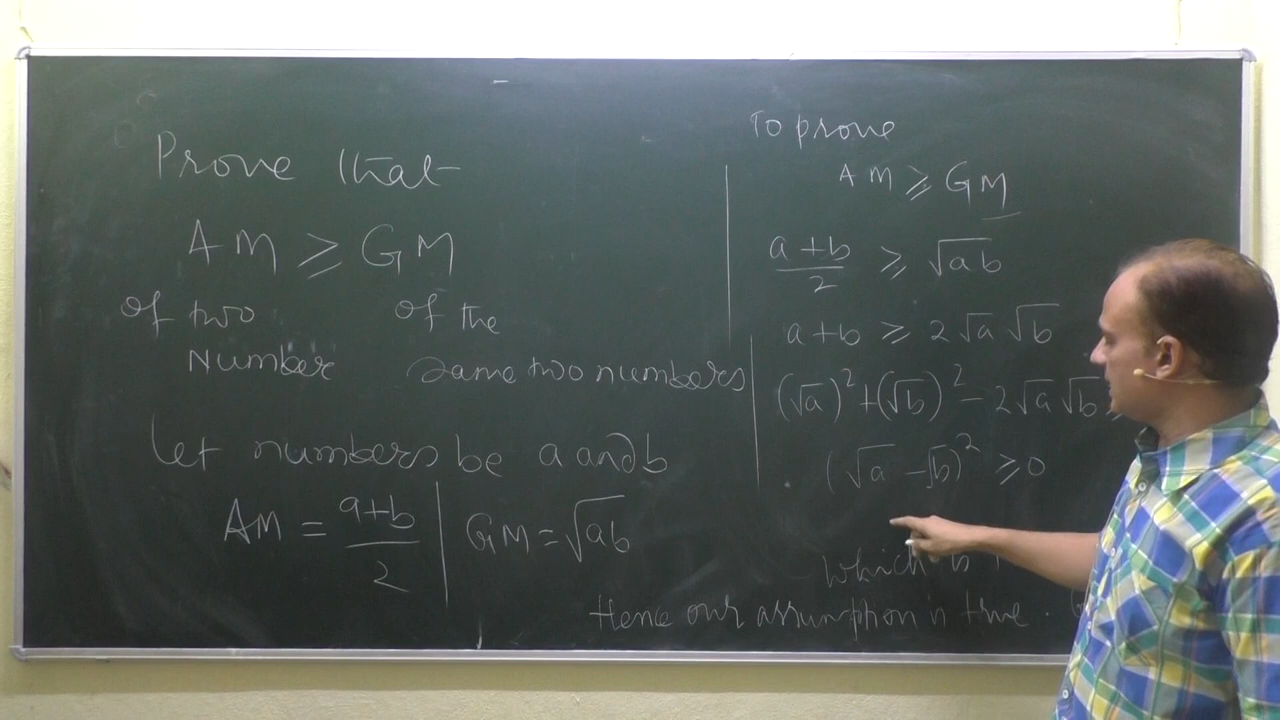 Prove that
AM ≥ GM
of two of the
Number same two numbers
Let numbers be a and b
AM = a+b/2 | GM = √ab
To prove
AM ≥ GM
a+b/2 ≥ √ab
a+b ≥ 2√a√b
(√a)² + (√b)² - 2√a√b ≥
(√a - √b)² ≥ 0
which is
Hence our assumption is true.